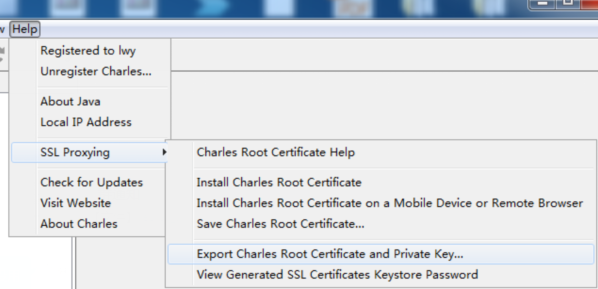 Help
Registered to lwy
Unregister Charles...
About Java
Local IP Address
SSL Proxying
Check for Updates
Visit Website
About Charles
Charles Root Certificate Help
Install Charles Root Certificate
Install Charles Root Certificate on a Mobile Device or Remote Browser
Save Charles Root Certificate...
Export Charles Root Certificate and Private Key...
View Generated SSL Certificates Keystore Password